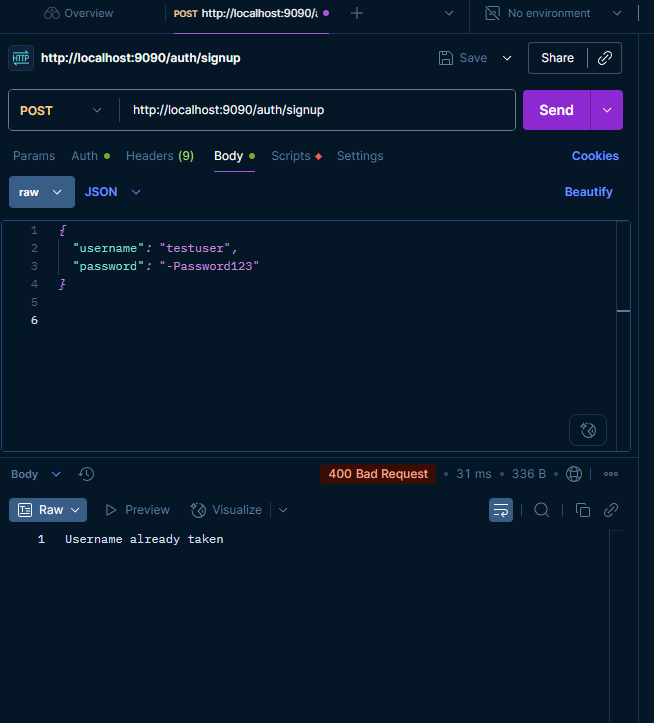 Overview POST http://localhost:9090/a No environment
HTTP http://localhost:9090/auth/signup Save Share
POST http://localhost:9090/auth/signup Send
Params Auth Headers (9) Body Scripts Settings Cookies
raw JSON Beautify
1 {
2 "username": "testuser",
3 "password": "-Password123"
4 }
5
6
Body 400 Bad Request • 31 ms • 336 B
Raw Preview Visualize
1 Username already taken